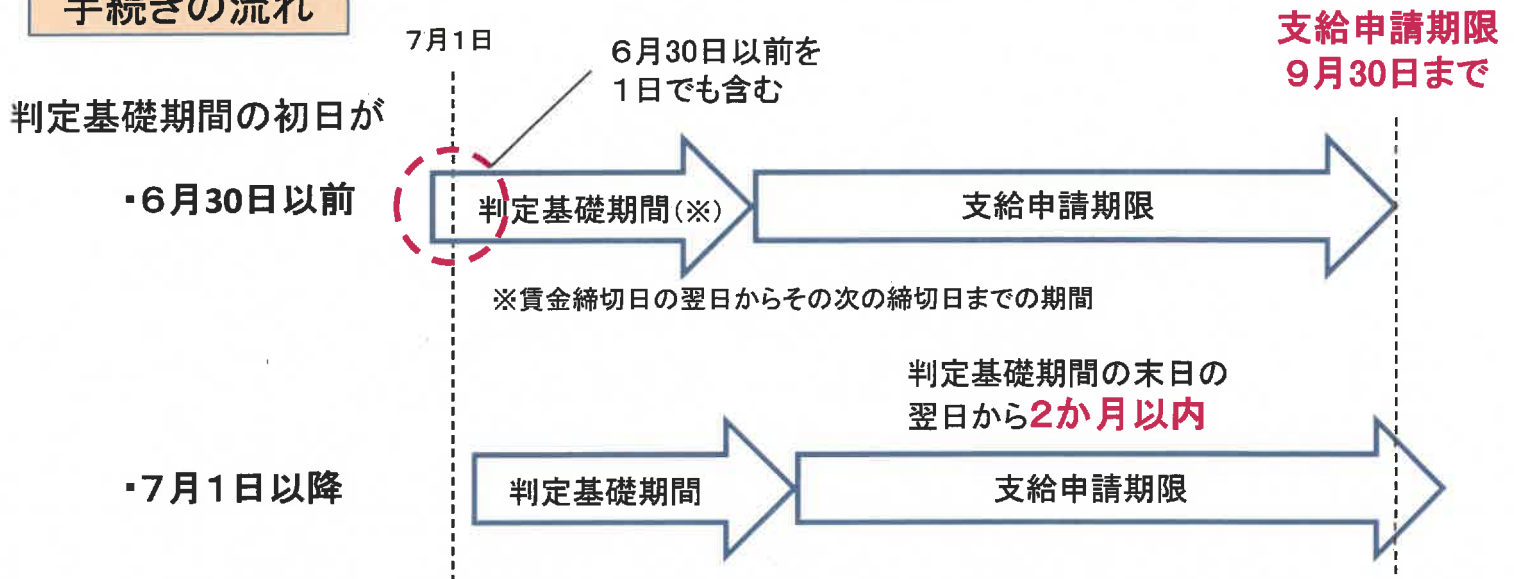 手続きの流れ
7月1日
6月30日以前を
1日でも含む
支給申請期限
9月30日まで
判定基礎期間の初日が
・6月30日以前
判定基礎期間(※)
支給申請期限
※賃金締切日の翌日からその次の締切日までの期間
判定基礎期間の末日の
翌日から2か月以内
・7月1日以降
判定基礎期間
支給申請期限